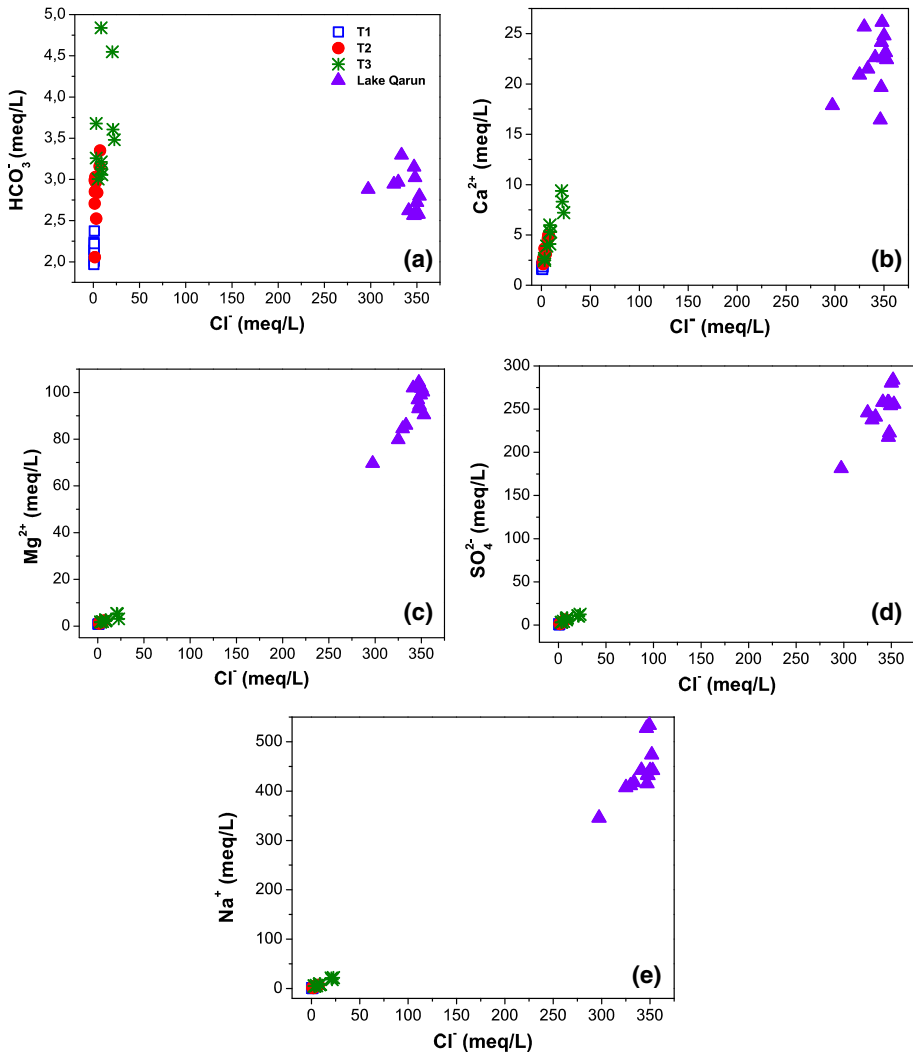 5,0
4,5
4,0
3,5
3,0
2,5
2,0
HCO₃⁻ (meq/L)
T1
T2
T3
Lake Qarun
(a)
0 50 100 150 200 250 300 350
Cl⁻ (meq/L)
25
20
15
10
5
0
Ca²⁺ (meq/L)
(b)
0 50 100 150 200 250 300 350
Cl⁻ (meq/L)
100
80
60
40
20
0
Mg²⁺ (meq/L)
(c)
0 50 100 150 200 250 300 350
Cl⁻ (meq/L)
300
250
200
150
100
50
0
SO₄²⁻ (meq/L)
(d)
0 50 100 150 200 250 300 350
Cl⁻ (meq/L)
500
400
300
200
100
0
Na⁺ (meq/L)
(e)
0 50 100 150 200 250 300 350
Cl⁻ (meq/L)